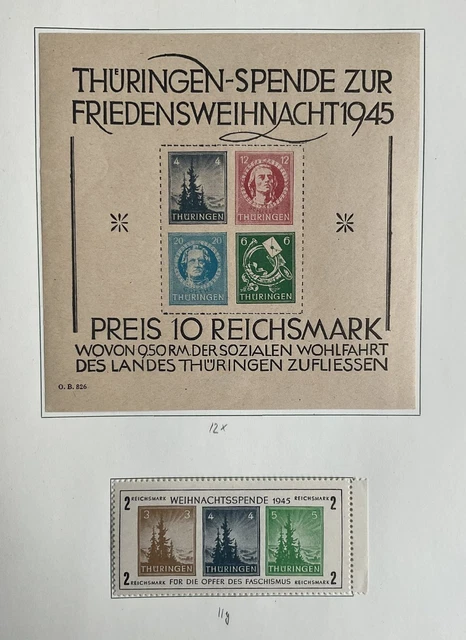 THÜRINGEN-SPENDE ZUR
FRIEDENSWEIHNACHT 1945
4 4
THÜRINGEN
12 12
THÜRINGEN
20 20
THÜRINGEN
6 6
THÜRINGEN
PREIS 10 REICHSMARK
WOVON 9.50 RM. DER SOZIALEN WOHLFAHRT
DES LANDES THÜRINGEN ZUFLIESSEN
O. B. 826
12x
2 REICHSMARK WEIHNACHTSSPENDE 1945 REICHSMARK 2
3 3
THÜRINGEN
4 4
THÜRINGEN
5 5
THÜRINGEN
2 REICHSMARK FÜR DIE OPFER DES FASCHISMUS REICHSMARK 2
11y